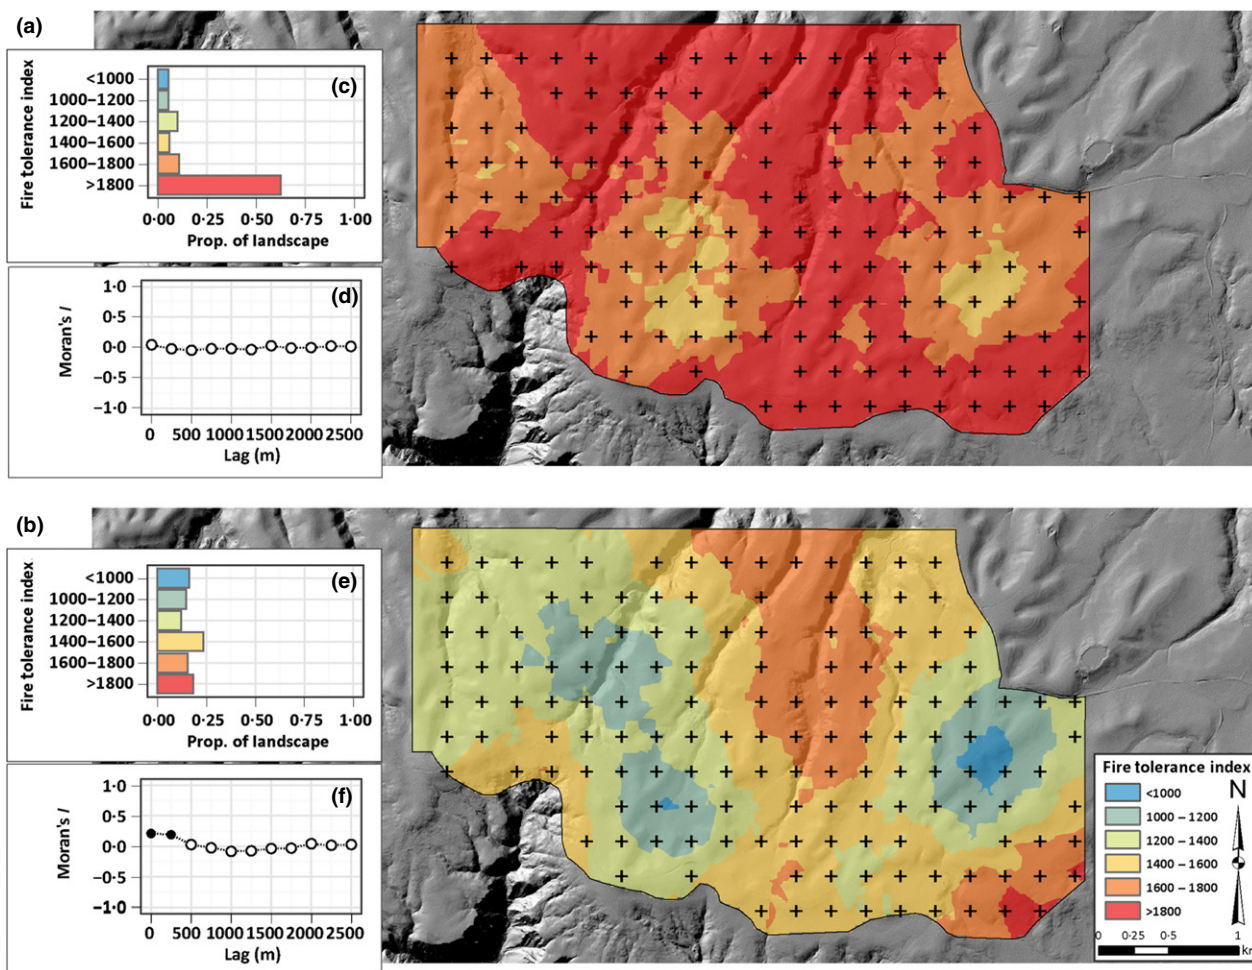 (a)
(c)
Fire tolerance index
<1000
1000–1200
1200–1400
1400–1600
1600–1800
>1800
0·00 0·25 0·50 0·75 1·00
Prop. of landscape
(d)
Moran's I
1·0
0·5
0·0
−0·5
−1·0
0 500 1000 1500 2000 2500
Lag (m)
(b)
(e)
Fire tolerance index
<1000
1000–1200
1200–1400
1400–1600
1600–1800
>1800
0·00 0·25 0·50 0·75 1·00
Prop. of landscape
(f)
Moran's I
1·0
0·5
0·0
−0·5
−1·0
0 500 1000 1500 2000 2500
Lag (m)
Fire tolerance index
N
<1000
1000 – 1200
1200 – 1400
1400 – 1600
1600 – 1800
>1800
0 0·25 0·5 1